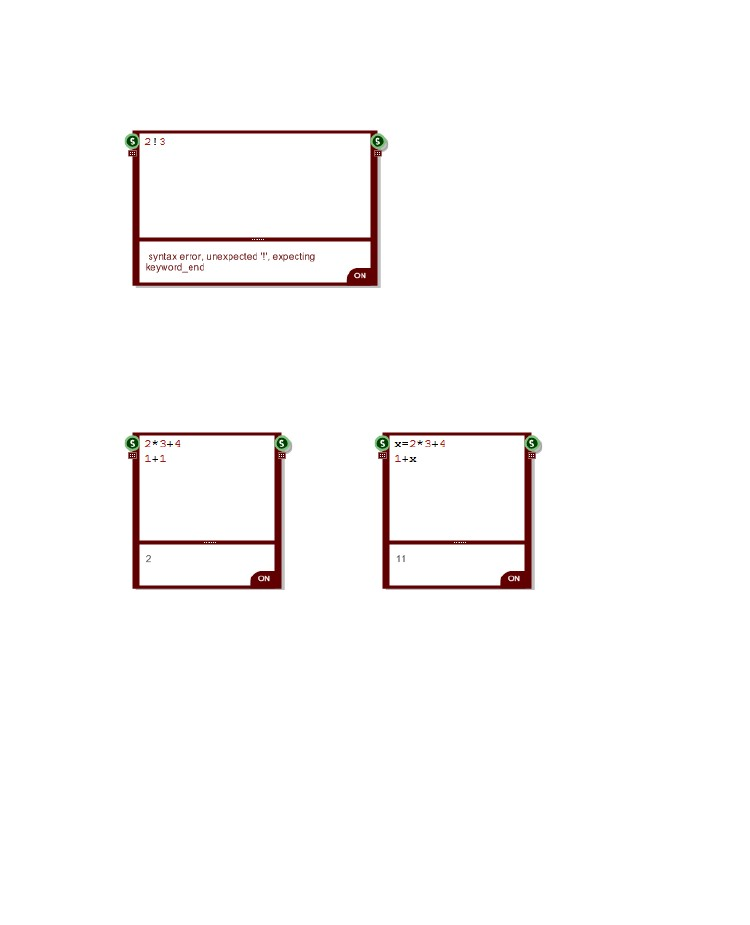 S
2!3
S
syntax error, unexpected '!', expecting
keyword_end
ON
S
2*3+4
S
1+1
2
ON
S
x=2*3+4
S
1+x
11
ON